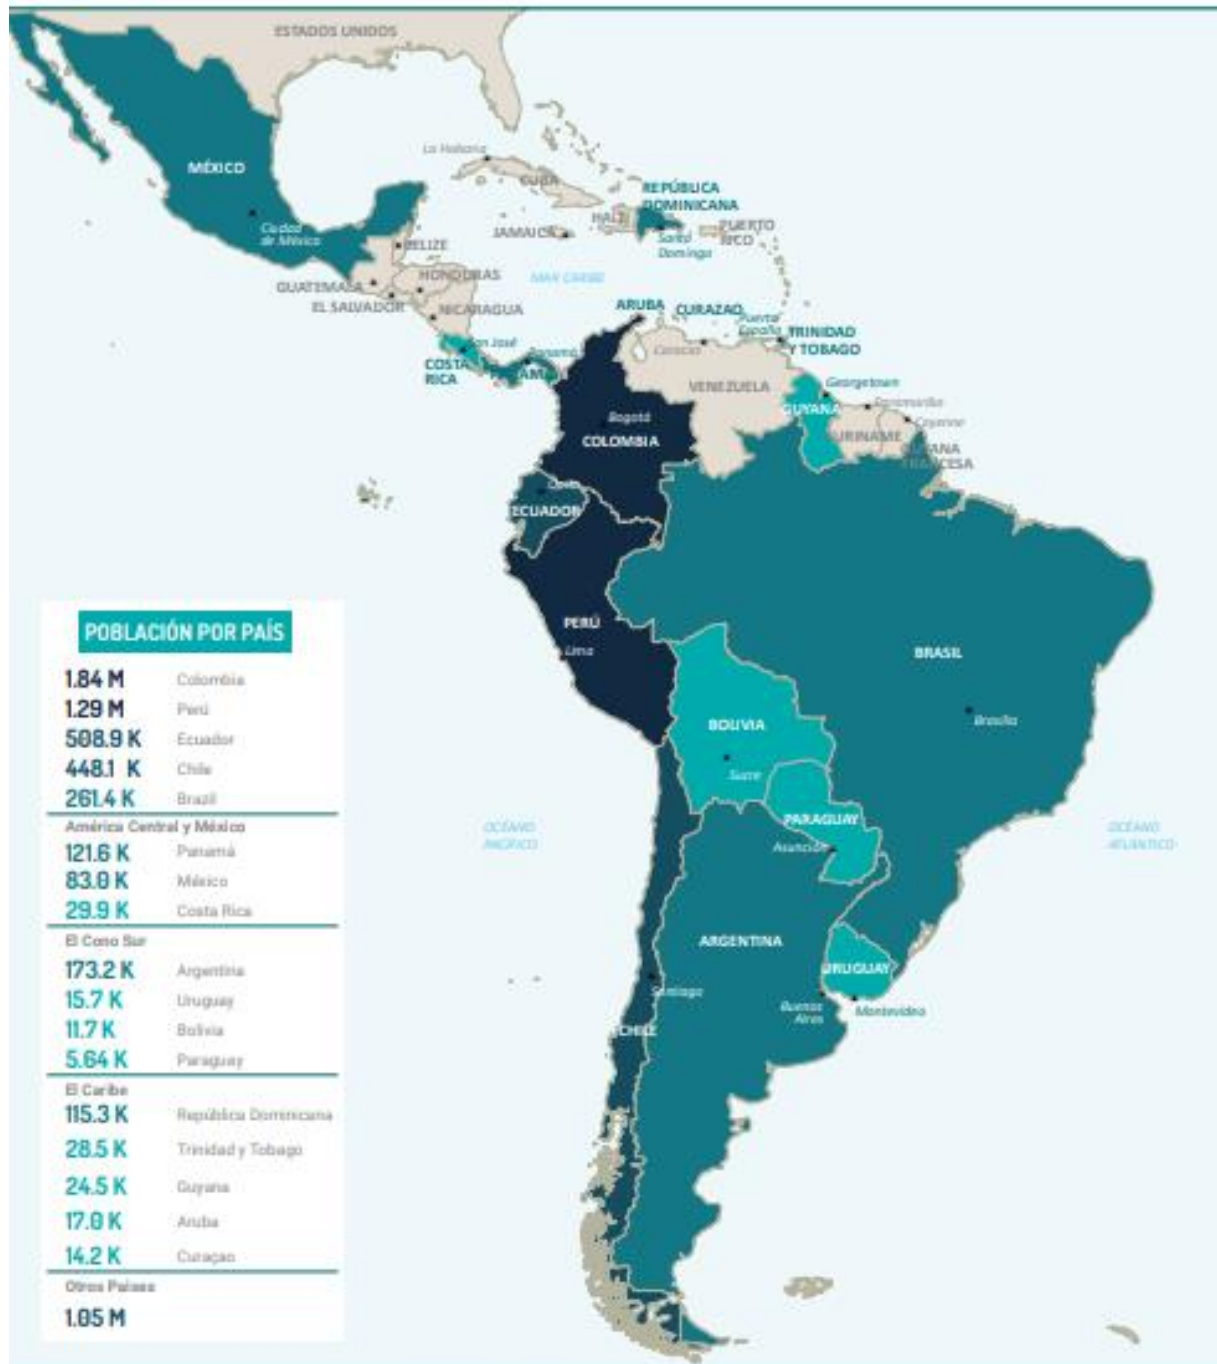 ESTADOS UNIDOS
MÉXICO
Ciudad
de México
La Habana
CUBA
JAMAICA
REPÚBLICA
DOMINICANA
Santo
Domingo
PUERTO
RICO
BELIZE
HONDURAS
GUATEMALA
EL SALVADOR
NICARAGUA
MAR CARIBE
ARUBA
CURAZAO
Puerto
España
TRINIDAD
Y TOBAGO
San José
COSTA
RICA
Panamá
PANAMÁ
Caracas
VENEZUELA
Georgetown
GUYANA
Paramaribo
Cayenne
SURINAME
GUYANA
FRANCESA
Bogotá
COLOMBIA
Quito
ECUADOR
PERÚ
Lima
BRASIL
Brasilia
BOLIVIA
Sucre
PARAGUAY
Asunción
OCÉANO
PACÍFICO
OCÉANO
ATLÁNTICO
ARGENTINA
URUGUAY
Santiago
Buenos
Aires
Montevideo
CHILE
POBLACIÓN POR PAÍS
1.84 M Colombia
1.29 M Perú
508.9 K Ecuador
448.1 K Chile
261.4 K Brazil
América Central y México
121.6 K Panamá
83.0 K México
29.9 K Costa Rica
El Cono Sur
173.2 K Argentina
15.7 K Uruguay
11.7 K Bolivia
5.64 K Paraguay
El Caribe
115.3 K República Dominicana
28.5 K Trinidad y Tobago
24.5 K Guyana
17.0 K Aruba
14.2 K Curaçao
Otros Países
1.05 M